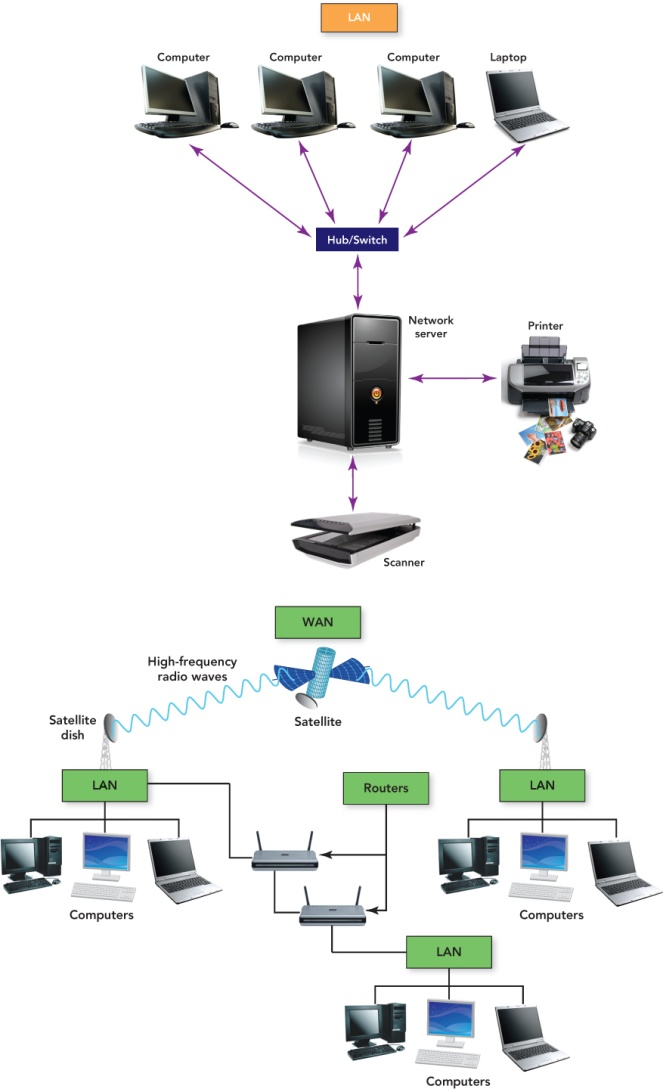 LAN
Computer
Computer
Computer
Laptop
Hub/Switch
Network
server
Printer
Scanner
WAN
High-frequency
radio waves
Satellite
Satellite
dish
LAN
Routers
LAN
Computers
Computers
LAN
Computers